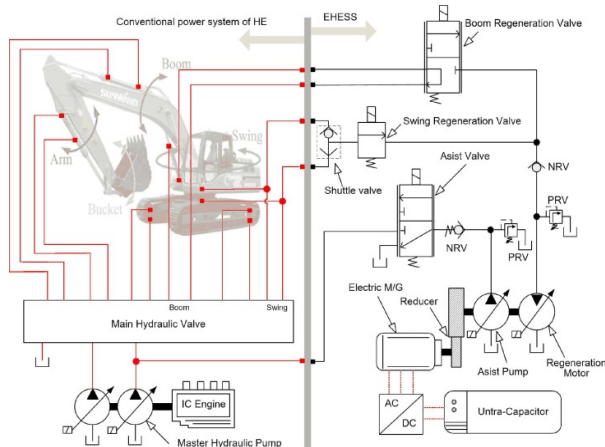 Conventional power system of HE
EHESS
Boom Regeneration Valve
Boom
Swing
Swing Regeneration Valve
Arm
Shuttle valve
Asist Valve
NRV
Bucket
PRV
NRV
PRV
Electric M/G
Reducer
Boom
Swing
Main Hydraulic Valve
Asist Pump
Regeneration
Motor
IC Engine
AC
DC
Untra-Capacitor
Master Hydraulic Pump